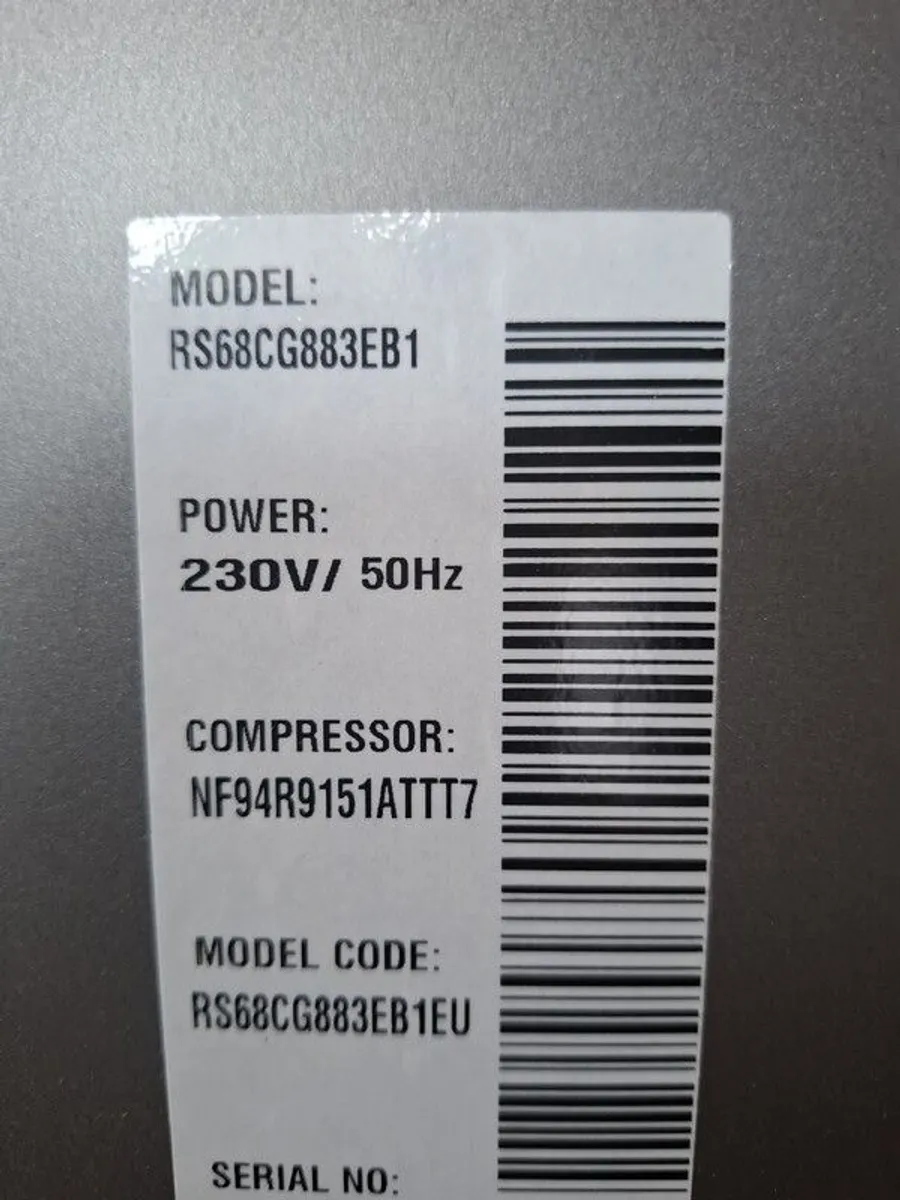 MODEL:
RS68CG883EB1
POWER:
230V/ 50Hz
COMPRESSOR:
NF94R9151ATTT7
MODEL CODE:
RS68CG883EB1EU
SERIAL NO: